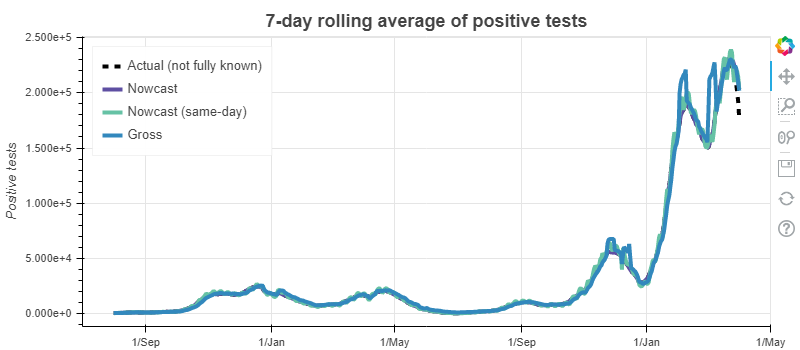 7-day rolling average of positive tests
2.500e+5
2.000e+5
1.500e+5
1.000e+5
5.000e+4
0.000e+0
Positive tests
Actual (not fully known)
Nowcast
Nowcast (same-day)
Gross
1/Sep
1/Jan
1/May
1/Sep
1/Jan
1/May